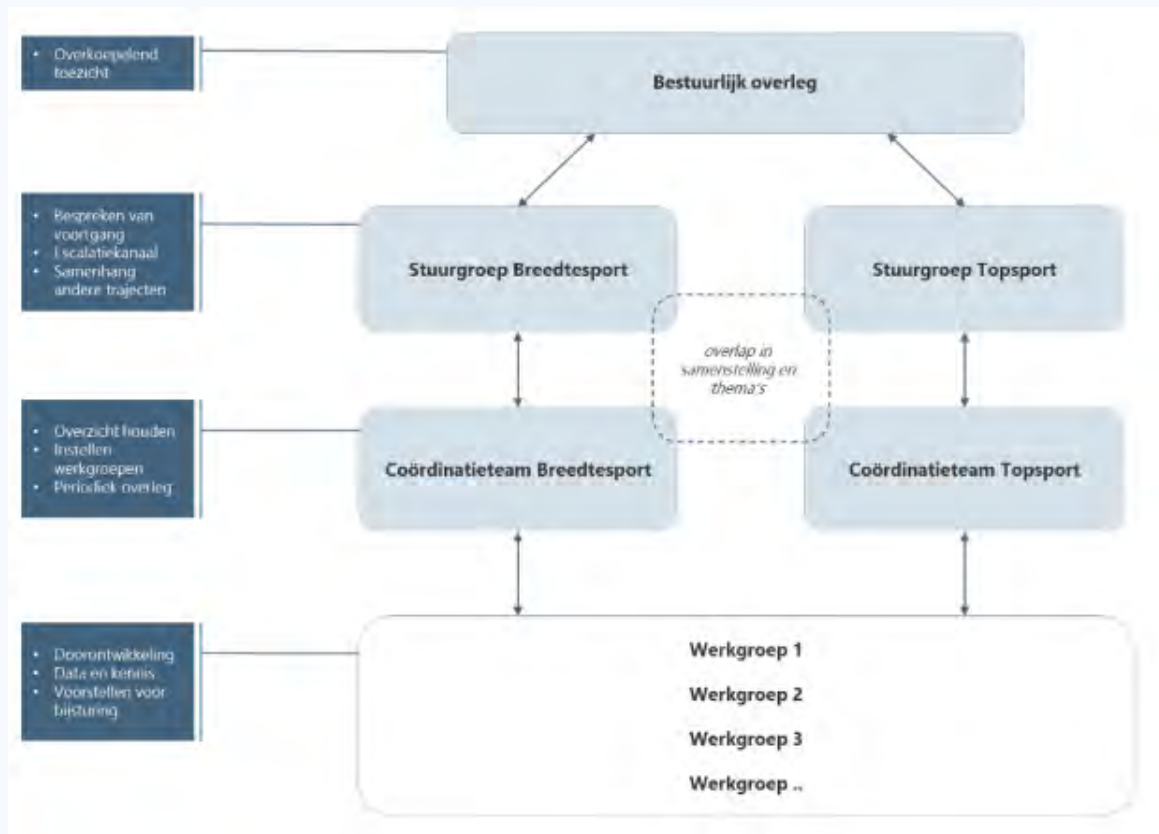 • Overkoepelend
toezicht
Bestuurlijk overleg
• Bespreken van
voortgang
• Escalatiekanaal
• Samenhang
andere trajecten
Stuurgroep Breedtesport
Stuurgroep Topsport
overlap in
samenstelling en
thema's
• Overzicht houden
• Instellen
werkgroepen
• Periodiek overleg
Coördinatieteam Breedtesport
Coördinatieteam Topsport
• Doorontwikkeling
• Data en kennis
• Voorstellen voor
bijsturing
Werkgroep 1
Werkgroep 2
Werkgroep 3
Werkgroep ..